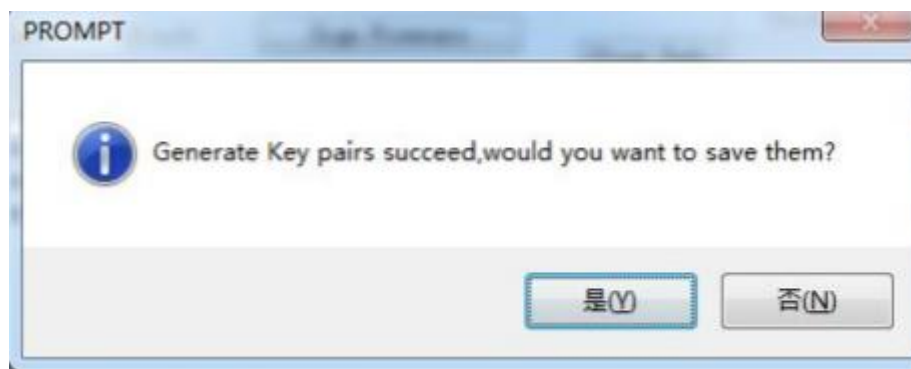 PROMPT
Generate Key pairs succeed,would you want to save them?
是(Y)
否(N)